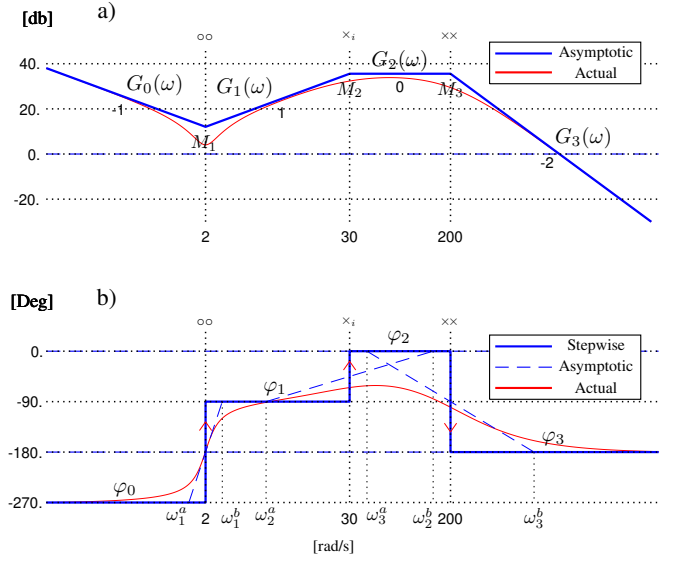 [db]
a)
○○
×ᵢ
××
G₂(ω)
40.
G₀(ω)
G₁(ω)
Asymptotic
Actual
M₂
0
M₃
20.
-1
1
M₁
G₃(ω)
0.
-2
-20.
2
30
200
[Deg]
b)
○○
×ᵢ
××
φ₂
0.
Stepwise
Asymptotic
Actual
φ₁
-90.
φ₃
-180.
φ₀
-270.
ω₁ᵃ 2 ω₁ᵇ ω₂ᵃ 30 ω₃ᵃ ω₂ᵇ 200 ω₃ᵇ
[rad/s]